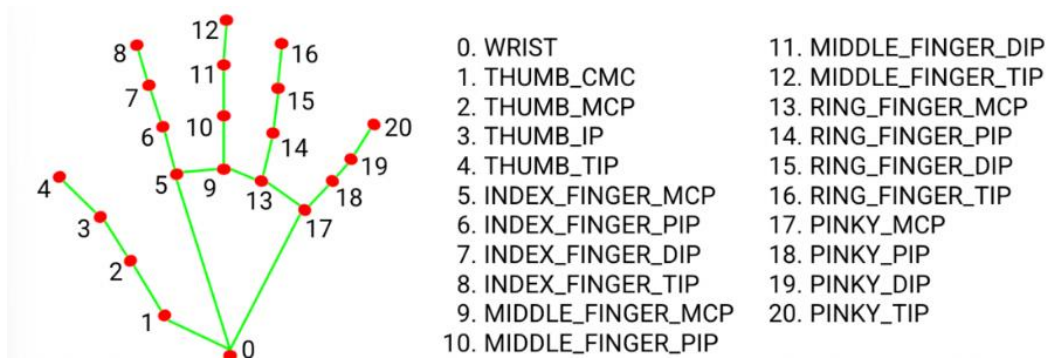 12
8
16
11
7
15
20
6
10
14
19
4
5
9
13
18
3
17
2
1
0
0. WRIST
1. THUMB_CMC
2. THUMB_MCP
3. THUMB_IP
4. THUMB_TIP
5. INDEX_FINGER_MCP
6. INDEX_FINGER_PIP
7. INDEX_FINGER_DIP
8. INDEX_FINGER_TIP
9. MIDDLE_FINGER_MCP
10. MIDDLE_FINGER_PIP
11. MIDDLE_FINGER_DIP
12. MIDDLE_FINGER_TIP
13. RING_FINGER_MCP
14. RING_FINGER_PIP
15. RING_FINGER_DIP
16. RING_FINGER_TIP
17. PINKY_MCP
18. PINKY_PIP
19. PINKY_DIP
20. PINKY_TIP